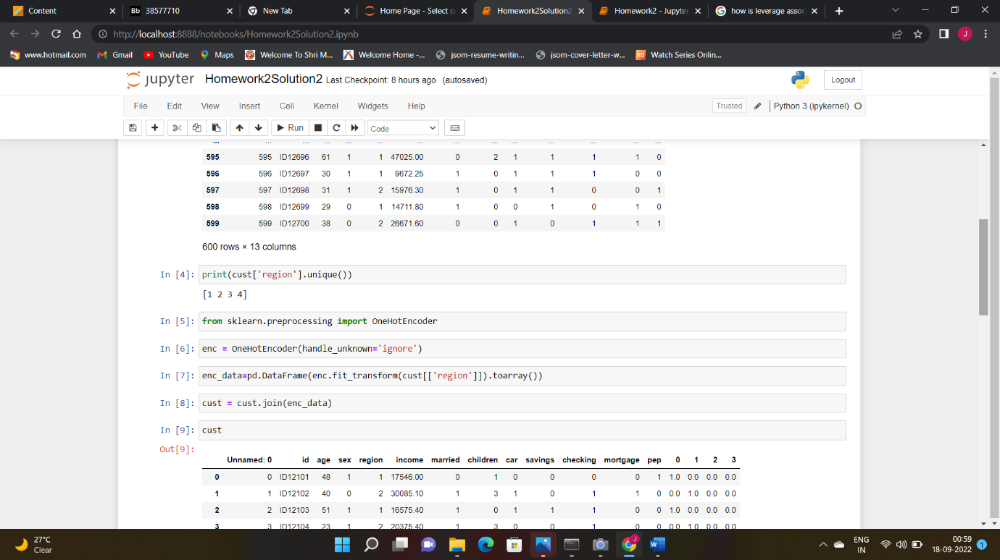 Content
Bb 38577710
New Tab
Home Page - Select o
Homework2Solution2
Homework2 - Jupyter
how is leverage assoc
http://localhost:8888/notebooks/Homework2Solution2.ipynb
J
www.hotmail.com Gmail YouTube Maps Welcome To Shri M... Welcome Home -... jsom-resume-writin... jsom-cover-letter-w... HD Watch Series Onlin...
jupyter Homework2Solution2 Last Checkpoint: 8 hours ago (autosaved) Logout
File Edit View Insert Cell Kernel Widgets Help Trusted Python 3 (ipykernel)
Run Code
... ... ... ... ... ... ... ... ... ... ... ... ... ...
595 595 ID12696 61 1 1 47025.00 0 2 1 1 1 1 0
596 596 ID12697 30 1 1 9672.25 1 0 1 1 1 0 0
597 597 ID12698 31 1 2 15976.30 1 0 1 1 0 0 1
598 598 ID12699 29 0 1 14711.80 1 0 0 1 0 1 0
599 599 ID12700 38 0 2 26671.60 0 0 1 0 1 1 1
600 rows × 13 columns
In [4]: print(cust['region'].unique())
[1 2 3 4]
In [5]: from sklearn.preprocessing import OneHotEncoder
In [6]: enc = OneHotEncoder(handle_unknown='ignore')
In [7]: enc_data=pd.DataFrame(enc.fit_transform(cust[['region']]).toarray())
In [8]: cust = cust.join(enc_data)
In [9]: cust
Out[9]:
Unnamed: 0 id age sex region income married children car savings checking mortgage pep 0 1 2 3
0 0 ID12101 48 1 1 17546.00 0 1 0 0 0 0 1 1.0 0.0 0.0 0.0
1 1 ID12102 40 0 2 30085.10 1 3 1 0 1 1 0 0.0 1.0 0.0 0.0
2 2 ID12103 51 1 1 16575.40 1 0 1 1 1 0 0 1.0 0.0 0.0 0.0
3 3 ID12104 23 1 2 20375.40 1 3 0 0 1 0 0 0.0 1.0 0.0 0.0
27°C
Clear
J
W
ENG
IN
00:59
18-09-2022
1